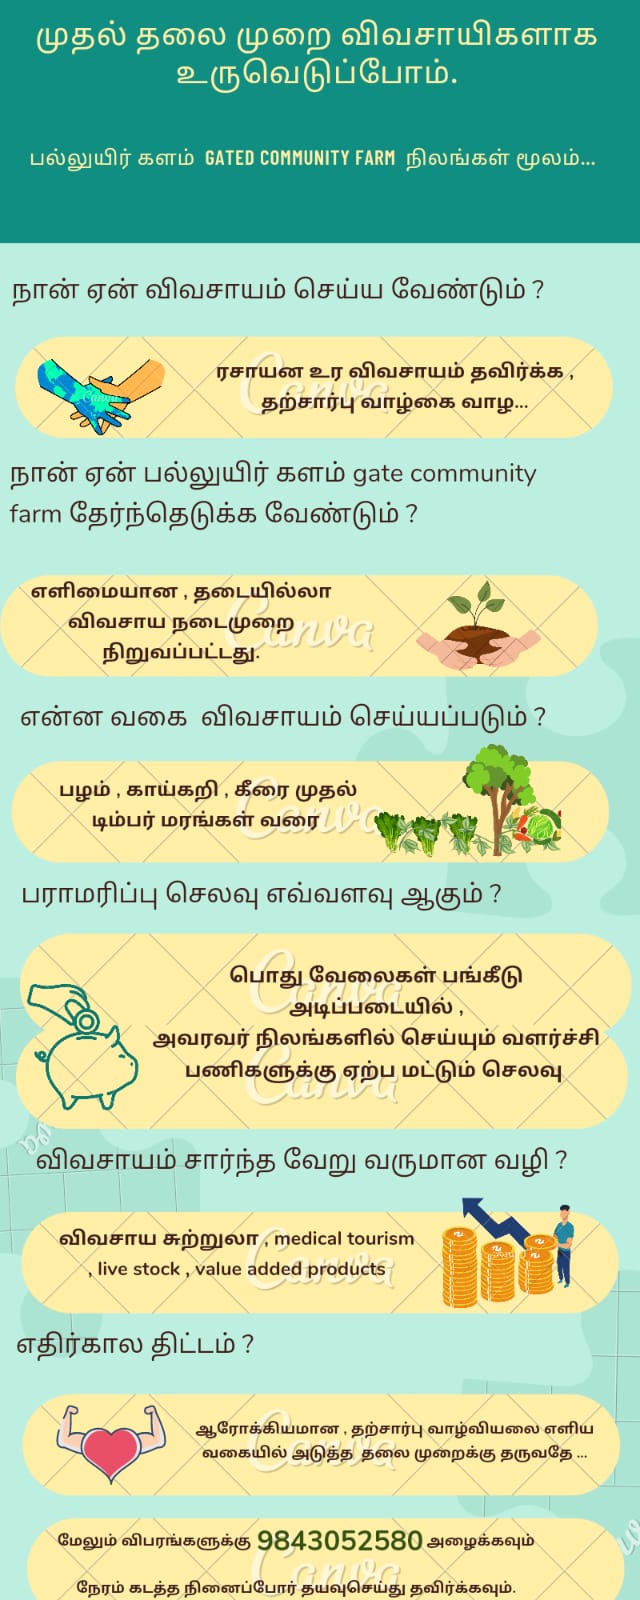 முதல் தலை முறை விவசாயிகளாக
உருவெடுப்போம்.
பல்லுயிர் களம் GATED COMMUNITY FARM நிலங்கள் மூலம்...
நான் ஏன் விவசாயம் செய்ய வேண்டும் ?
ரசாயன உர விவசாயம் தவிர்க்க ,
தற்சார்பு வாழ்கை வாழ...
நான் ஏன் பல்லுயிர் களம் gate community
farm தேர்ந்தெடுக்க வேண்டும் ?
எளிமையான , தடையில்லா
விவசாய நடைமுறை
நிறுவப்பட்டது.
என்ன வகை விவசாயம் செய்யப்படும் ?
பழம் , காய்கறி , கீரை முதல்
டிம்பர் மரங்கள் வரை
பராமரிப்பு செலவு எவ்வளவு ஆகும் ?
பொது வேலைகள் பங்கீடு
அடிப்படையில் ,
அவரவர் நிலங்களில் செய்யும் வளர்ச்சி
பணிகளுக்கு ஏற்ப மட்டும் செலவு
விவசாயம் சார்ந்த வேறு வருமான வழி ?
விவசாய சுற்றுலா , medical tourism
, live stock , value added products
எதிர்கால திட்டம் ?
ஆரோக்கியமான , தற்சார்பு வாழ்வியலை எளிய
வகையில் அடுத்த தலை முறைக்கு தருவதே ...
மேலும் விபரங்களுக்கு 9843052580 அழைக்கவும்
நேரம் கடத்த நினைப்போர் தயவுசெய்து தவிர்க்கவும்.